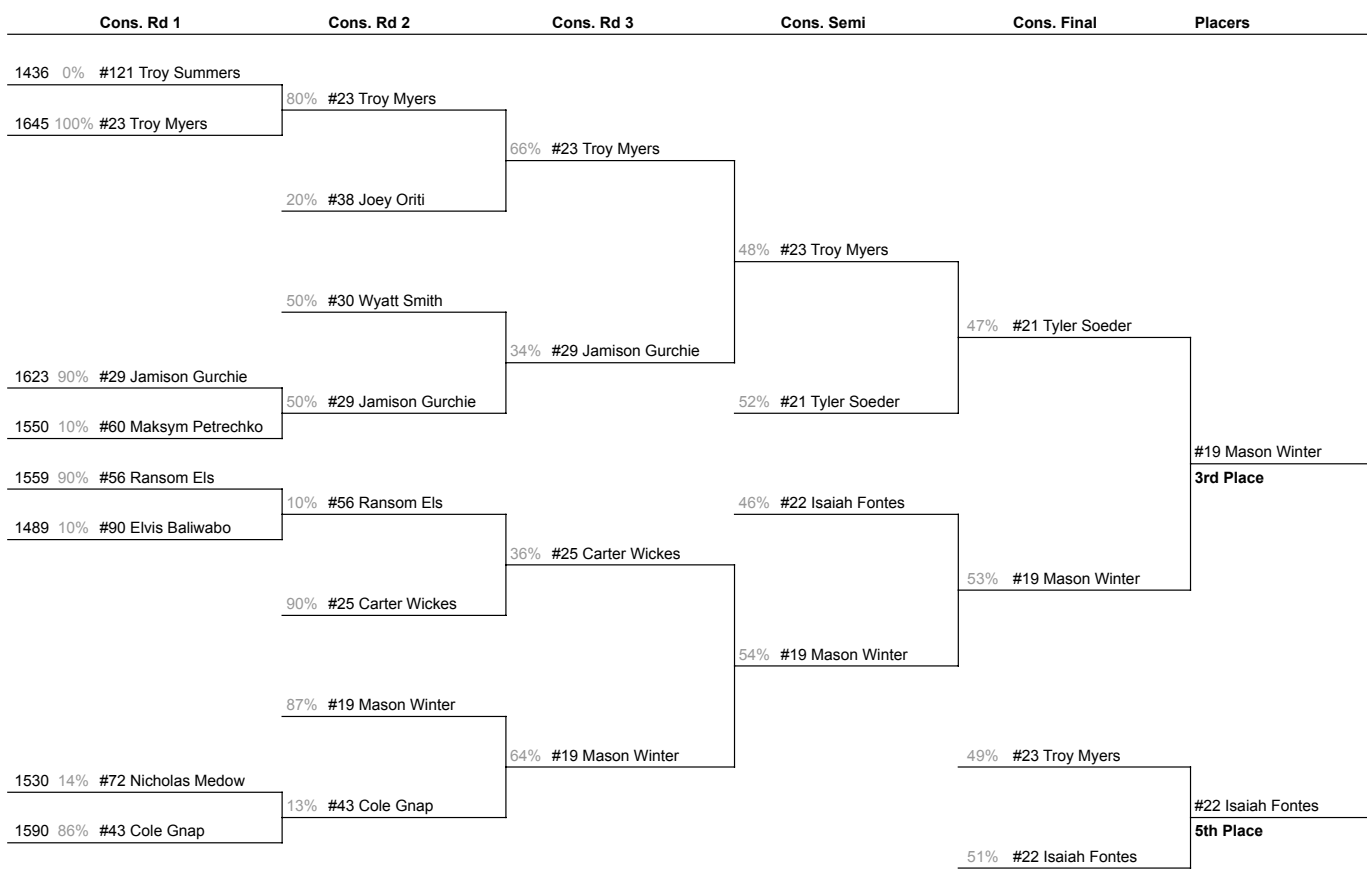 Cons. Rd 1 Cons. Rd 2 Cons. Rd 3 Cons. Semi Cons. Final Placers
1436 0% #121 Troy Summers
80% #23 Troy Myers
1645 100% #23 Troy Myers
66% #23 Troy Myers
20% #38 Joey Oriti
48% #23 Troy Myers
50% #30 Wyatt Smith
47% #21 Tyler Soeder
34% #29 Jamison Gurchie
1623 90% #29 Jamison Gurchie
50% #29 Jamison Gurchie
52% #21 Tyler Soeder
1550 10% #60 Maksym Petrechko
#19 Mason Winter
3rd Place
1559 90% #56 Ransom Els
10% #56 Ransom Els
46% #22 Isaiah Fontes
1489 10% #90 Elvis Baliwabo
36% #25 Carter Wickes
53% #19 Mason Winter
90% #25 Carter Wickes
54% #19 Mason Winter
87% #19 Mason Winter
64% #19 Mason Winter
49% #23 Troy Myers
1530 14% #72 Nicholas Medow
13% #43 Cole Gnap
#22 Isaiah Fontes
5th Place
1590 86% #43 Cole Gnap
51% #22 Isaiah Fontes